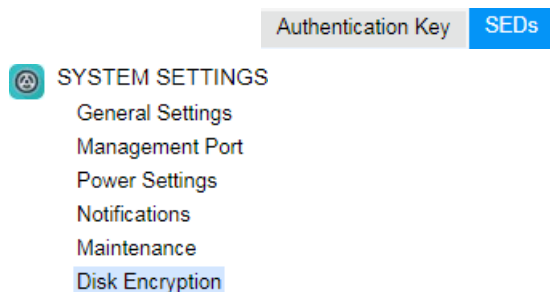 Authentication Key SEDs
SYSTEM SETTINGS
General Settings
Management Port
Power Settings
Notifications
Maintenance
Disk Encryption